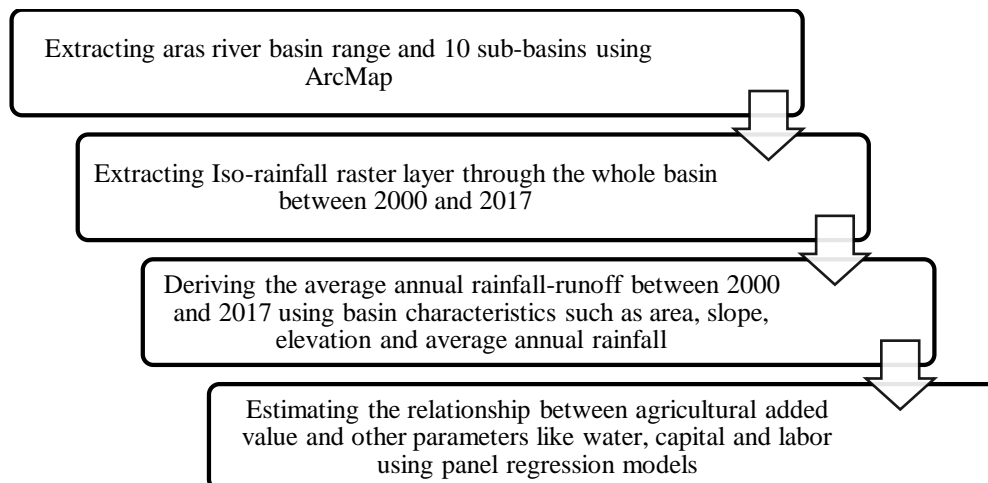 Extracting aras river basin range and 10 sub-basins using
ArcMap
Extracting Iso-rainfall raster layer through the whole basin
between 2000 and 2017
Deriving the average annual rainfall-runoff between 2000
and 2017 using basin characteristics such as area, slope,
elevation and average annual rainfall
Estimating the relationship between agricultural added
value and other parameters like water, capital and labor
using panel regression models